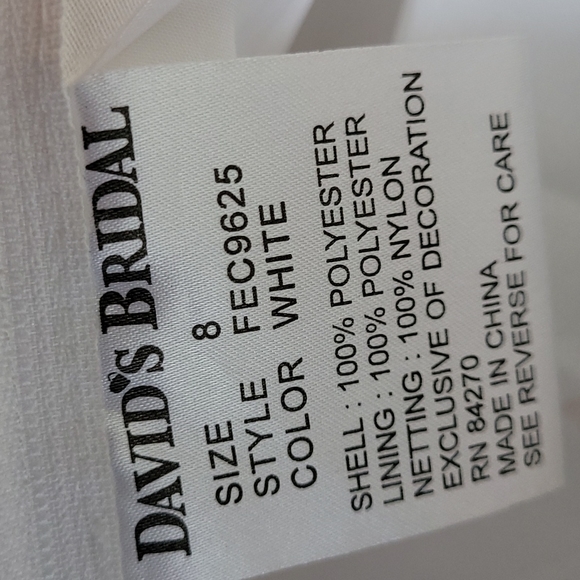 DAVID'S BRIDAL
SIZE 8
STYLE FEC9625
COLOR WHITE
SHELL : 100% POLYESTER
LINING : 100% POLYESTER
NETTING : 100% NYLON
EXCLUSIVE OF DECORATION
RN 84270
MADE IN CHINA
SEE REVERSE FOR CARE